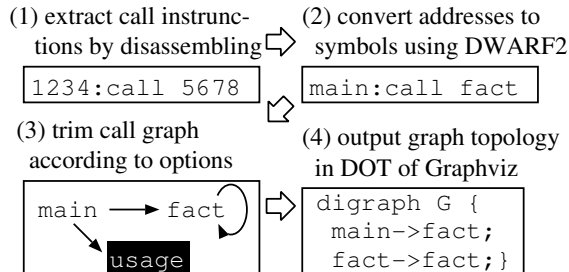 (1) extract call instrunc-
tions by disassembling
1234:call 5678
(2) convert addresses to
symbols using DWARF2
main:call fact
(3) trim call graph
according to options
main fact
usage
(4) output graph topology
in DOT of Graphviz
digraph G {
main->fact;
fact->fact;}